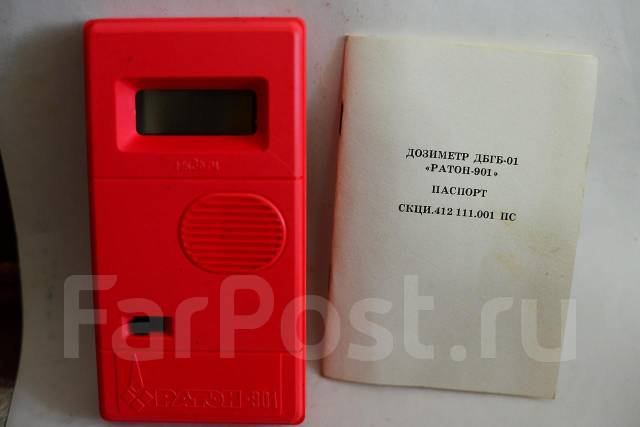 ДОЗИМЕТР ДБГБ-01
«РАТОН-901»
ПАСПОРТ
СКЦИ.412 111.001 ПС
РАТОН-901
FarPost.ru